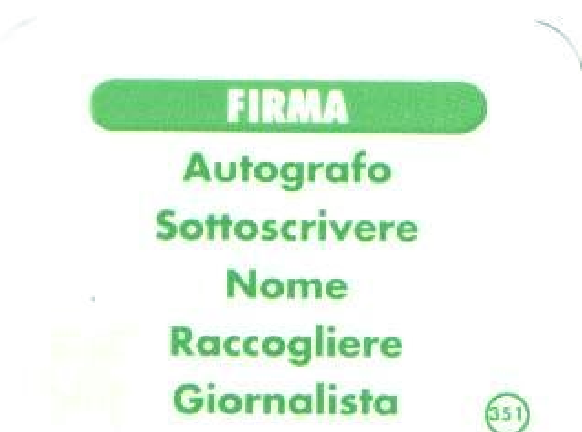 FIRMA
Autografo
Sottoscrivere
Nome
Raccogliere
Giornalista
351